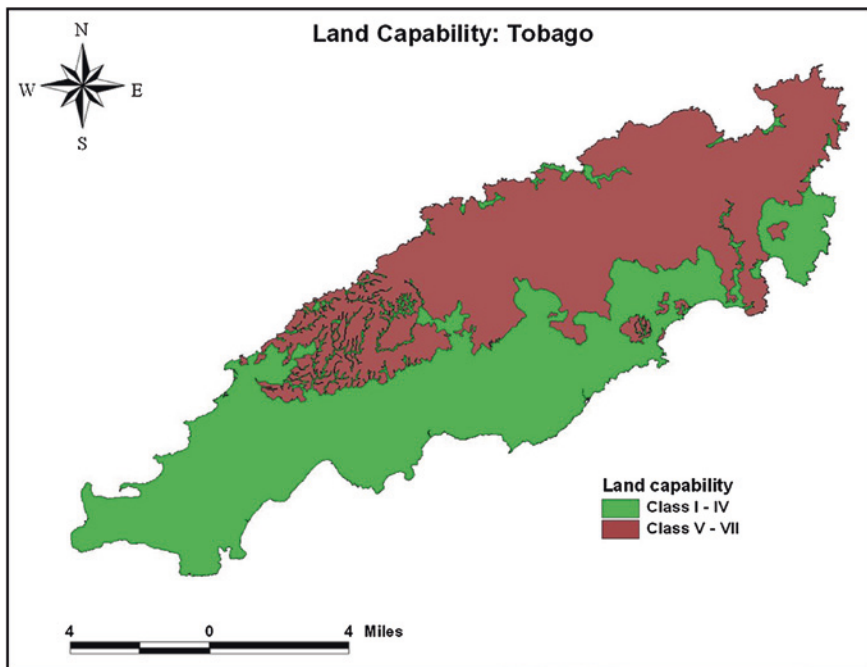 Land Capability: Tobago
N
W E
S
Land capability
Class I - IV
Class V - VII
4 0 4 Miles